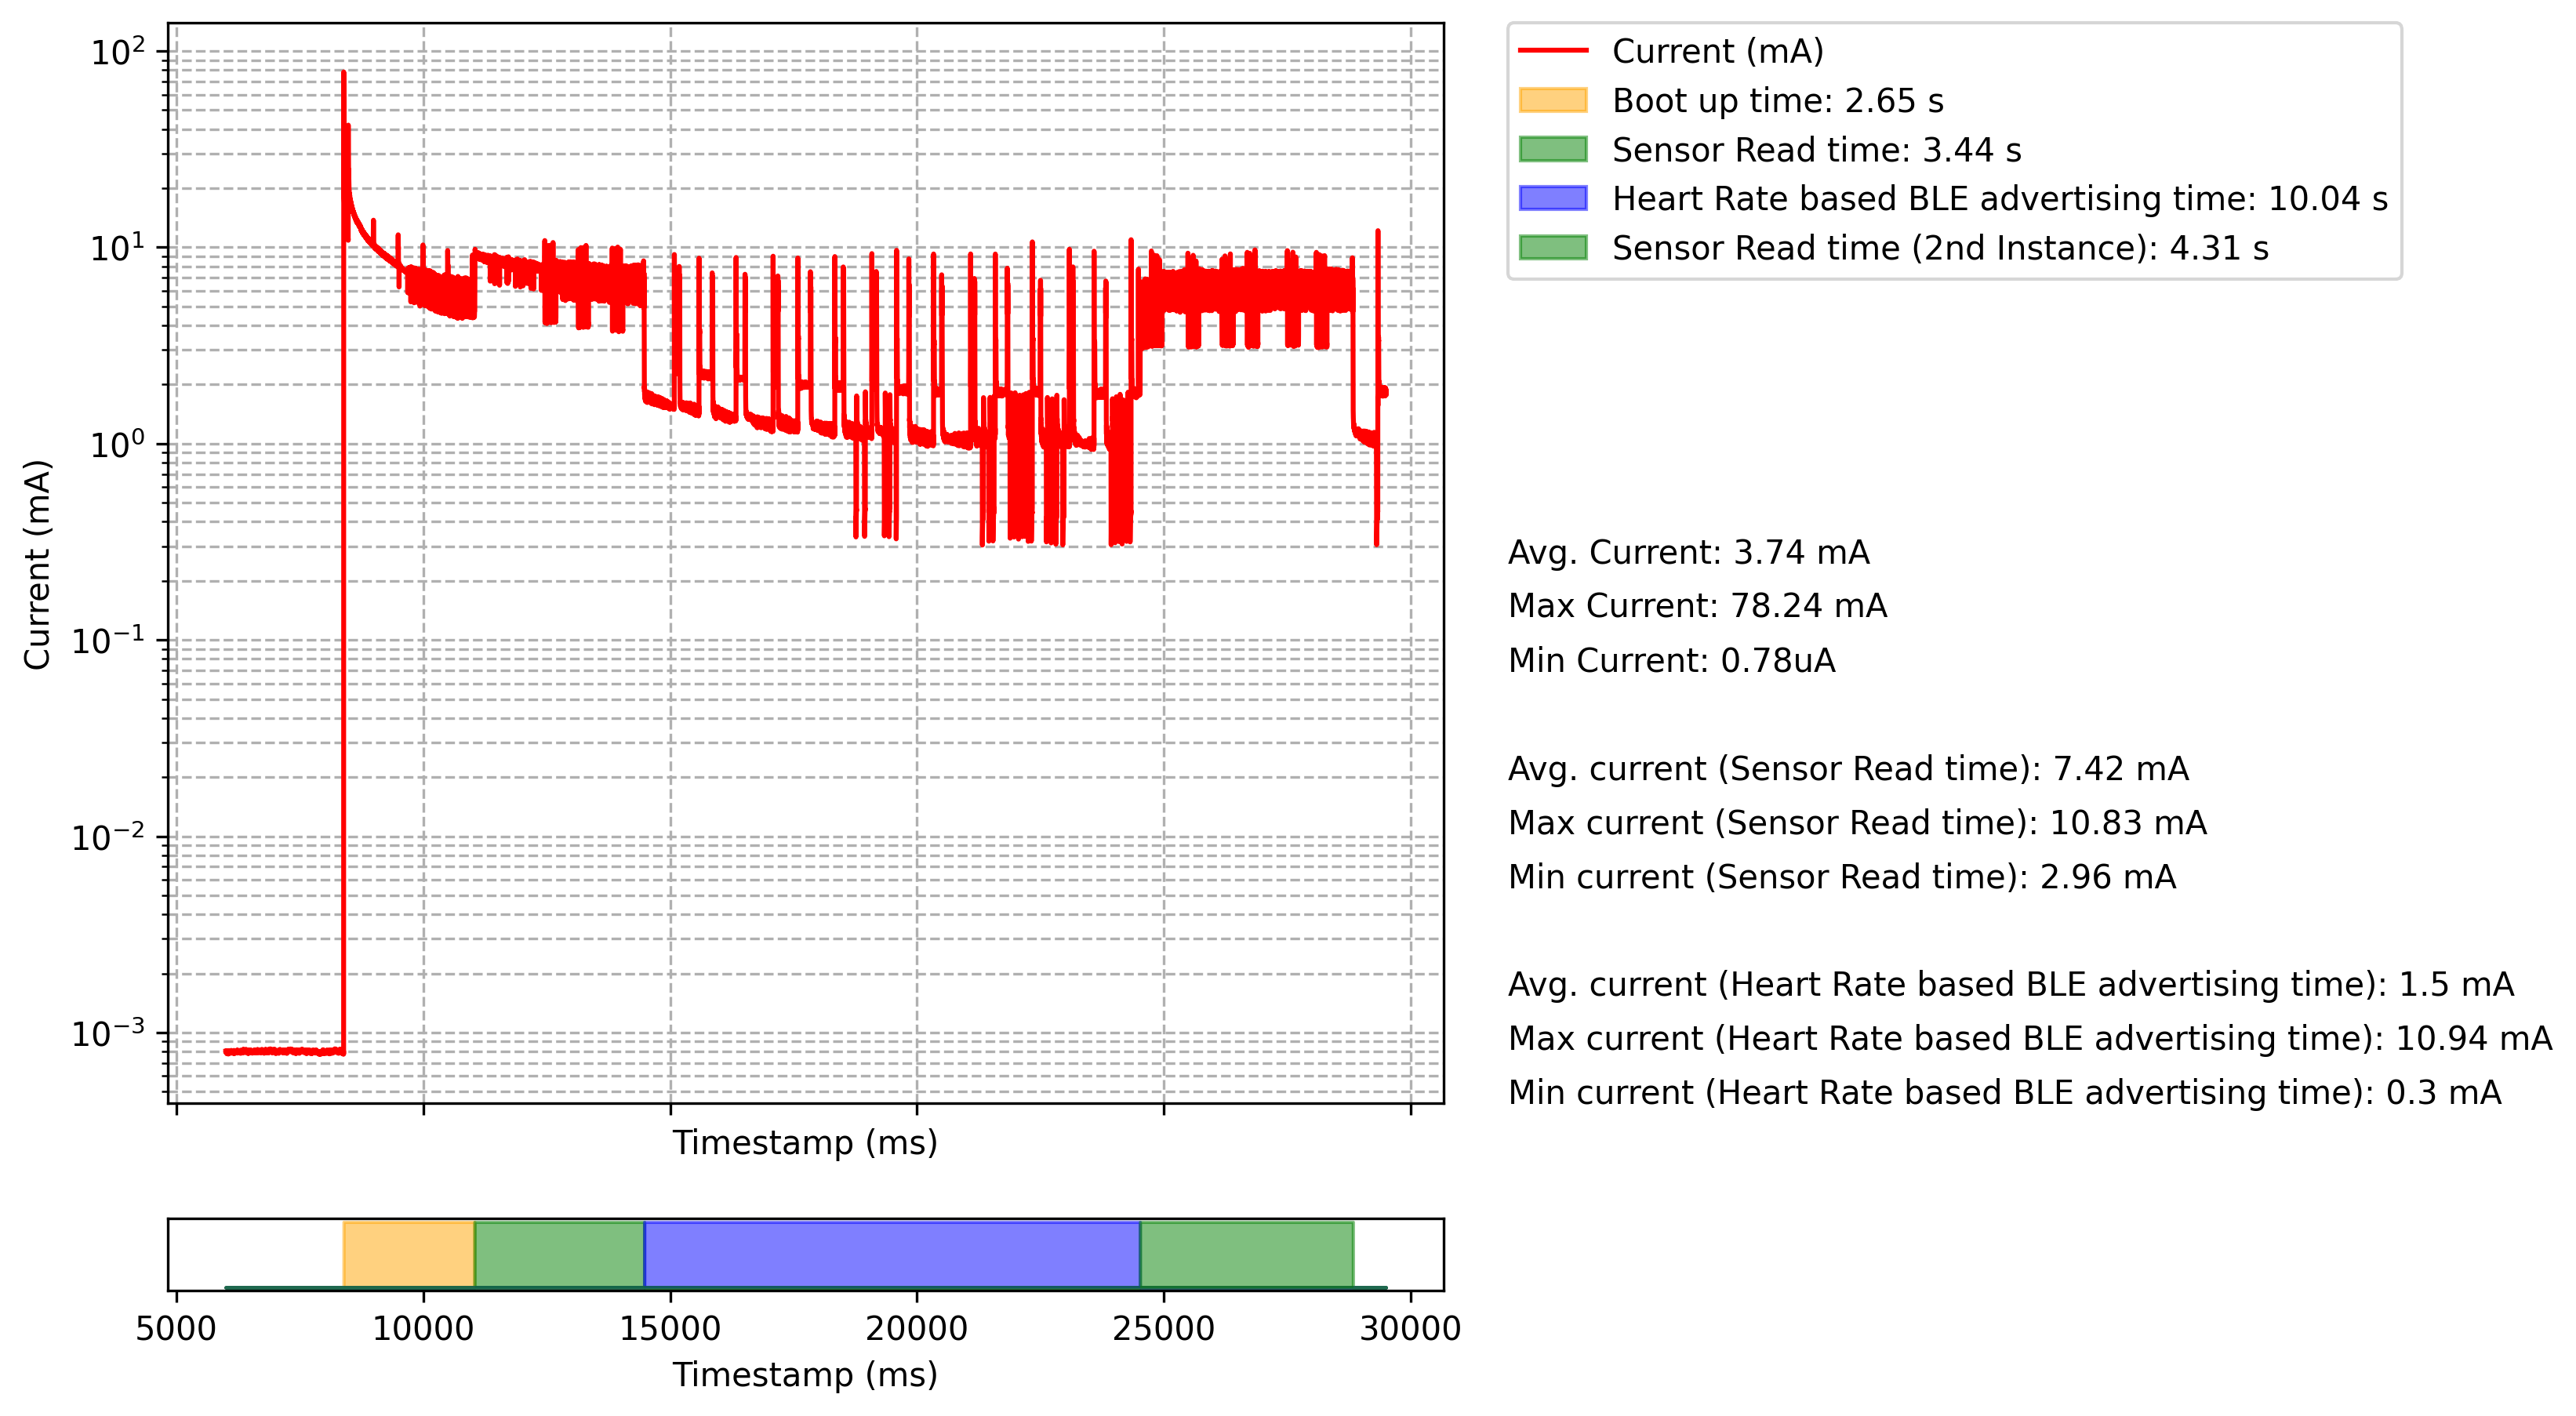 Current (mA)
10²
10¹
10⁰
10⁻¹
10⁻²
10⁻³
Timestamp (ms)
Current (mA)
Boot up time: 2.65 s
Sensor Read time: 3.44 s
Heart Rate based BLE advertising time: 10.04 s
Sensor Read time (2nd Instance): 4.31 s
Avg. Current: 3.74 mA
Max Current: 78.24 mA
Min Current: 0.78uA
Avg. current (Sensor Read time): 7.42 mA
Max current (Sensor Read time): 10.83 mA
Min current (Sensor Read time): 2.96 mA
Avg. current (Heart Rate based BLE advertising time): 1.5 mA
Max current (Heart Rate based BLE advertising time): 10.94 mA
Min current (Heart Rate based BLE advertising time): 0.3 mA
5000 10000 15000 20000 25000 30000
Timestamp (ms)